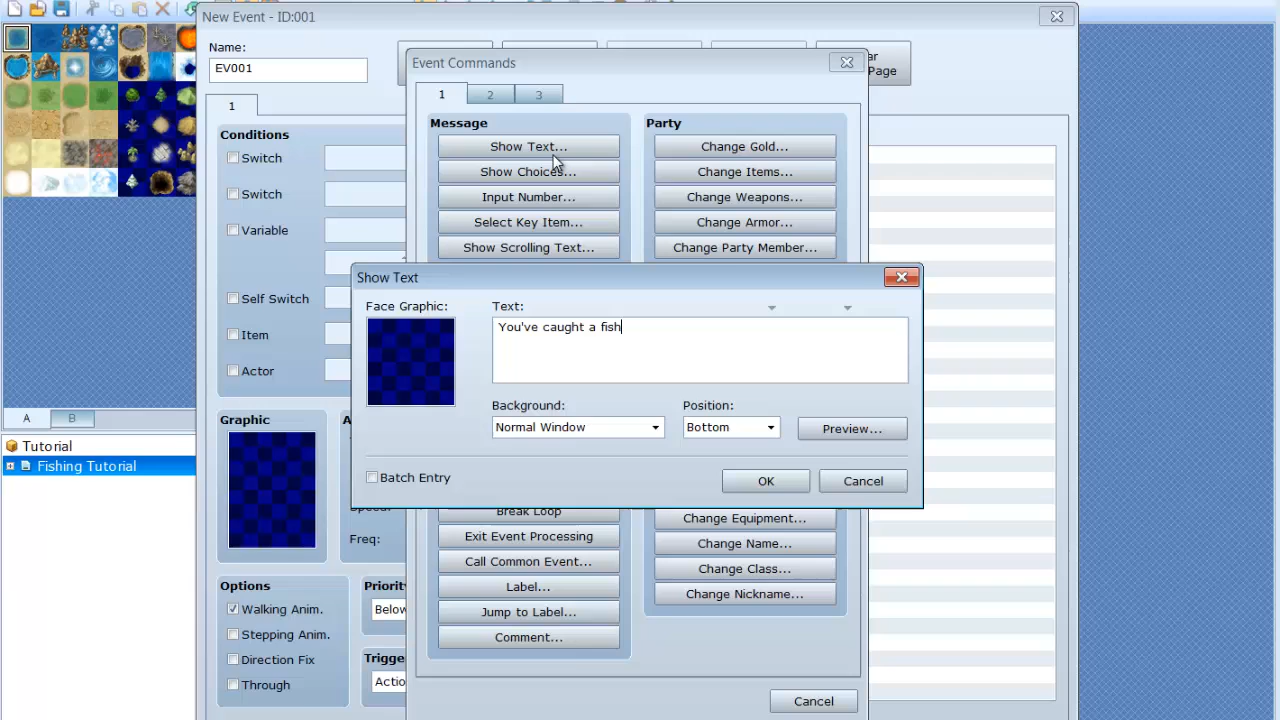 New Event - ID:001
Name:
EV001
Page
1
Conditions
Switch
Switch
Variable
Self Switch
Item
Actor
Graphic
Freq:
Options
Walking Anim.
Stepping Anim.
Direction Fix
Through
Priorit
Below
Trigge
Actio
Event Commands
1 2 3
Message
Show Text...
Show Choices...
Input Number...
Select Key Item...
Show Scrolling Text...
Party
Change Gold...
Change Items...
Change Weapons...
Change Armor...
Change Party Member...
Show Text
Face Graphic:
Text:
You've caught a fish
Background:
Normal Window
Position:
Bottom
Preview...
Batch Entry
OK
Cancel
Break Loop
Exit Event Processing
Call Common Event...
Label...
Jump to Label...
Comment...
Change Equipment...
Change Name...
Change Class...
Change Nickname...
Cancel
A B
Tutorial
Fishing Tutorial